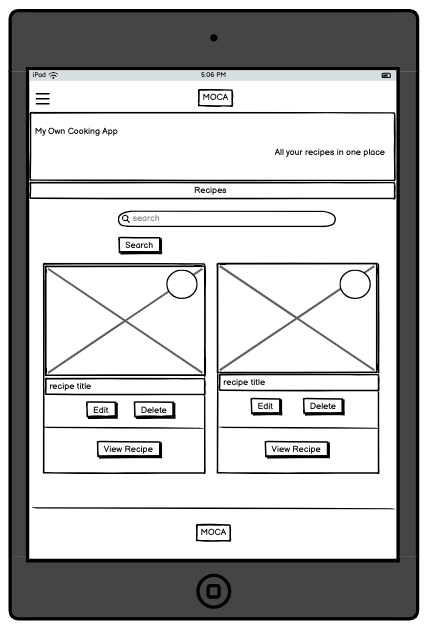 iPad 5:06 PM
MOCA
My Own Cooking App
All your recipes in one place
Recipes
search
Search
recipe title
Edit Delete
View Recipe
recipe title
Edit Delete
View Recipe
MOCA